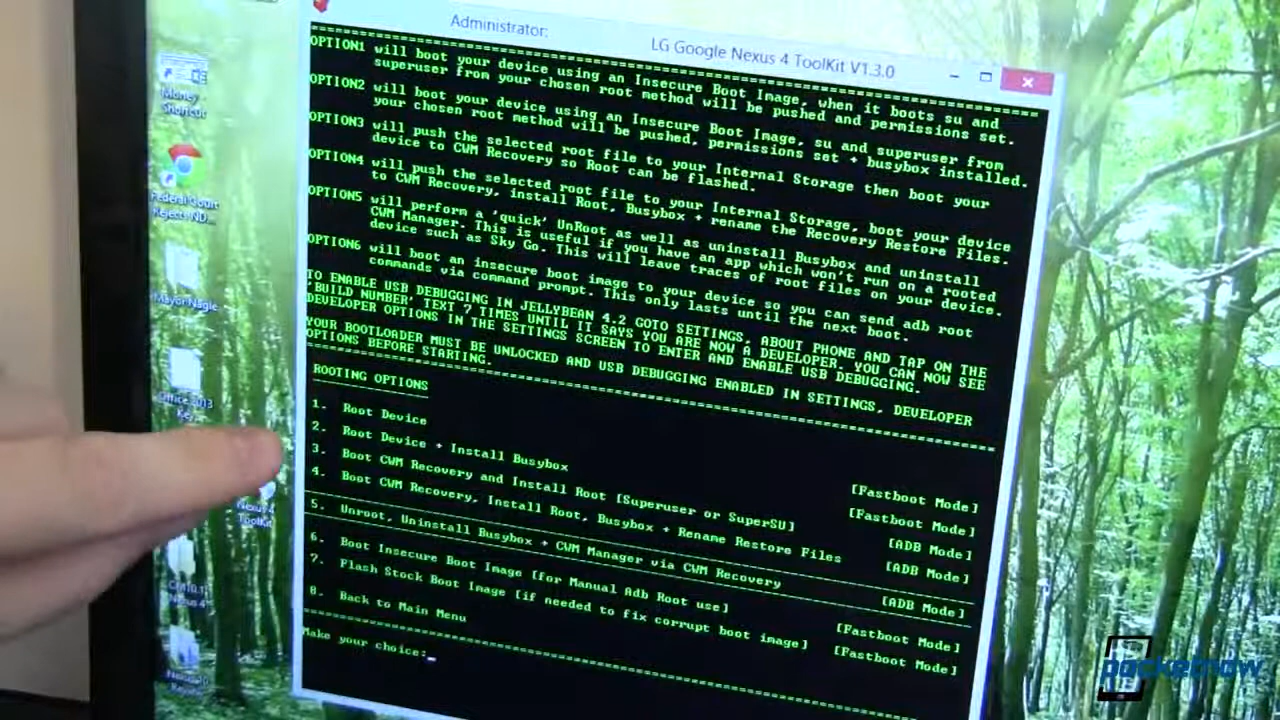 Administrator: LG Google Nexus 4 ToolKit V1.3.0
OPTION1 will boot your device using an Insecure Boot Image, when it boots su and
superuser from your chosen root method will be pushed and permissions set.
OPTION2 will boot your device using an Insecure Boot Image, su and superuser from
your chosen root method will be pushed, permissions set + busybox installed.
OPTION3 will push the selected root file to your Internal Storage then boot your
device to CWM Recovery so Root can be flashed.
OPTION4 will push the selected root file to your Internal Storage, boot your device
to CWM Recovery, install Root, Busybox + rename the Recovery Restore Files.
OPTION5 will perform a 'quick' UnRoot as well as uninstall Busybox and uninstall
CWM Manager. This is useful if you have an app which won't run on a rooted
device such as Sky Go. This will leave traces of root files on your device.
OPTION6 will boot an insecure boot image to your device so you can send adb root
commands via command prompt. This only lasts until the next boot.
TO ENABLE USB DEBUGGING IN JELLYBEAN 4.2 GOTO SETTINGS, ABOUT PHONE AND TAP ON THE
'BUILD NUMBER' TEXT 7 TIMES UNTIL IT SAYS YOU ARE NOW A DEVELOPER. YOU CAN NOW SEE
DEVELOPER OPTIONS IN THE SETTINGS SCREEN TO ENTER AND ENABLE USB DEBUGGING.
YOUR BOOTLOADER MUST BE UNLOCKED AND USB DEBUGGING ENABLED IN SETTINGS, DEVELOPER
OPTIONS BEFORE STARTING.
ROOTING OPTIONS
1. Root Device [Fastboot Mode]
2. Root Device + Install Busybox [Fastboot Mode]
3. Boot CWM Recovery and Install Root [Superuser or SuperSU] [ADB Mode]
4. Boot CWM Recovery, Install Root, Busybox + Rename Restore Files [ADB Mode]
5. Unroot, Uninstall Busybox + CWM Manager via CWM Recovery [ADB Mode]
6. Boot Insecure Boot Image [for Manual Adb Root use] [Fastboot Mode]
7. Flash Stock Boot Image [if needed to fix corrupt boot image] [Fastboot Mode]
8. Back to Main Menu
Make your choice:_
Money
Shortcut
Federal Court
Rejects ND...
Mayor Nagle
Office 2013
Key
Nexus 4
ToolKit
pocketnow